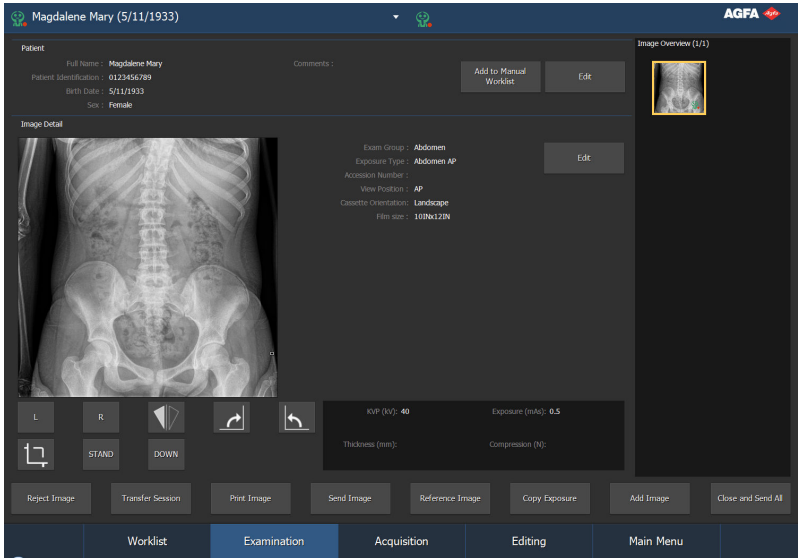 Magdalene Mary (5/11/1933)
AGFA
Patient
Full Name : Magdalene Mary
Patient Identification : 0123456789
Birth Date : 5/11/1933
Sex : Female
Comments :
Add to Manual
Worklist
Edit
Image Overview (1/1)
Image Detail
Exam Group : Abdomen
Exposure Type : Abdomen AP
Accession Number :
View Position : AP
Cassette Orientation: Landscape
Film size : 10INx12IN
Edit
L
R
STAND
DOWN
KVP (kV): 40
Exposure (mAs): 0.5
Thickness (mm):
Compression (N):
Reject Image
Transfer Session
Print Image
Send Image
Reference Image
Copy Exposure
Add Image
Close and Send All
Worklist
Examination
Acquisition
Editing
Main Menu